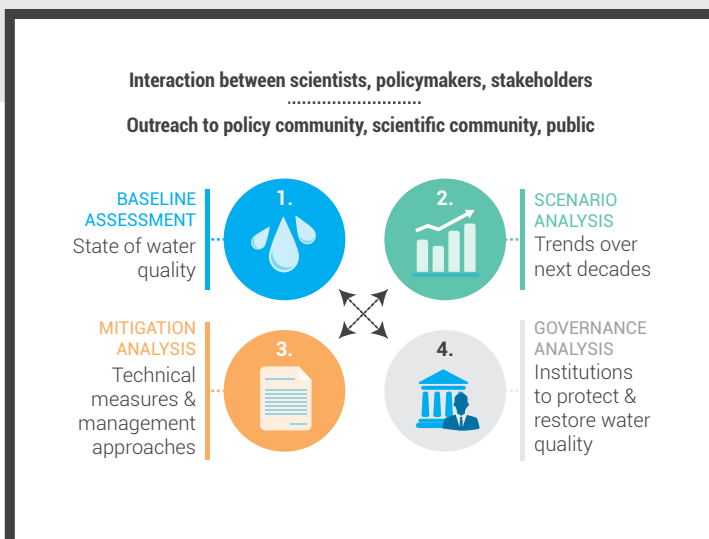 Interaction between scientists, policymakers, stakeholders
Outreach to policy community, scientific community, public
BASELINE
ASSESSMENT
State of water
quality
1.
2.
SCENARIO
ANALYSIS
Trends over
next decades
MITIGATION
ANALYSIS
Technical
measures &
management
approaches
3.
4.
GOVERNANCE
ANALYSIS
Institutions
to protect &
restore water
quality